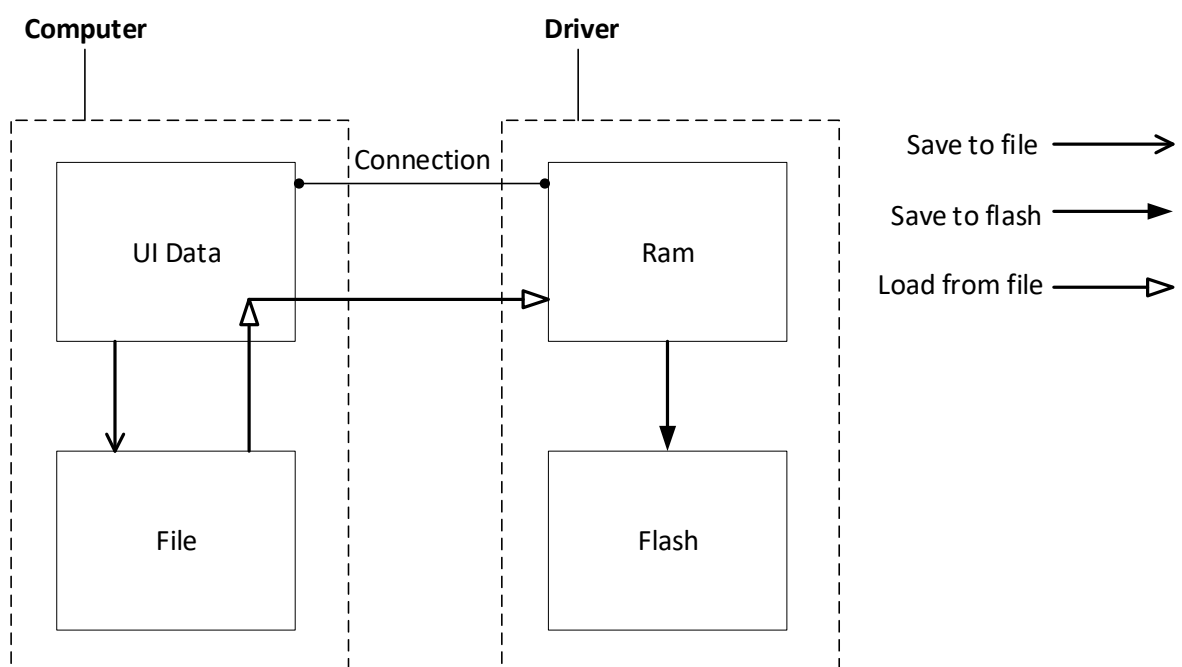 Computer
Driver
Connection
Save to file
Save to flash
Load from file
UI Data
Ram
File
Flash